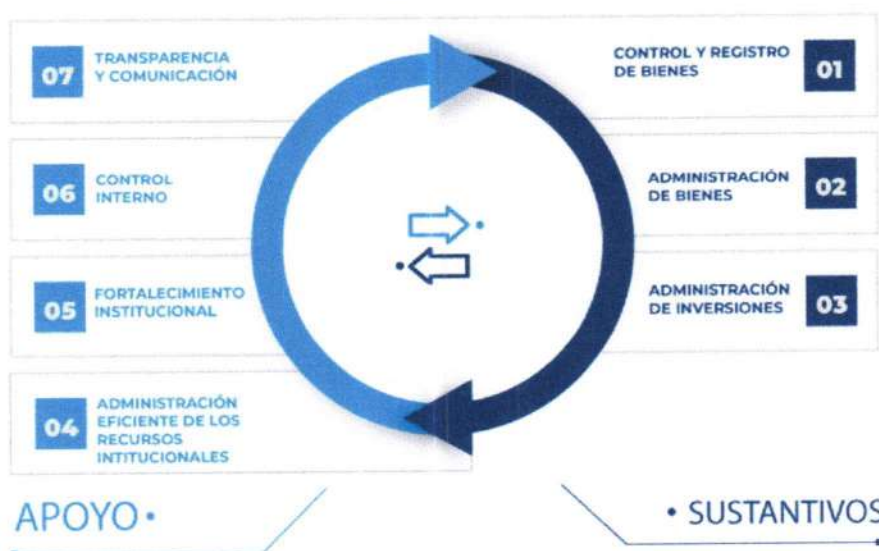 07
TRANSPARENCIA
Y COMUNICACIÓN
CONTROL Y REGISTRO
DE BIENES
01
06
CONTROL
INTERNO
ADMINISTRACIÓN
DE BIENES
02
05
FORTALECIMIENTO
INSTITUCIONAL
ADMINISTRACIÓN
DE INVERSIONES
03
04
ADMINISTRACIÓN
EFICIENTE DE LOS
RECURSOS
INTITUCIONALES
APOYO •
• SUSTANTIVOS